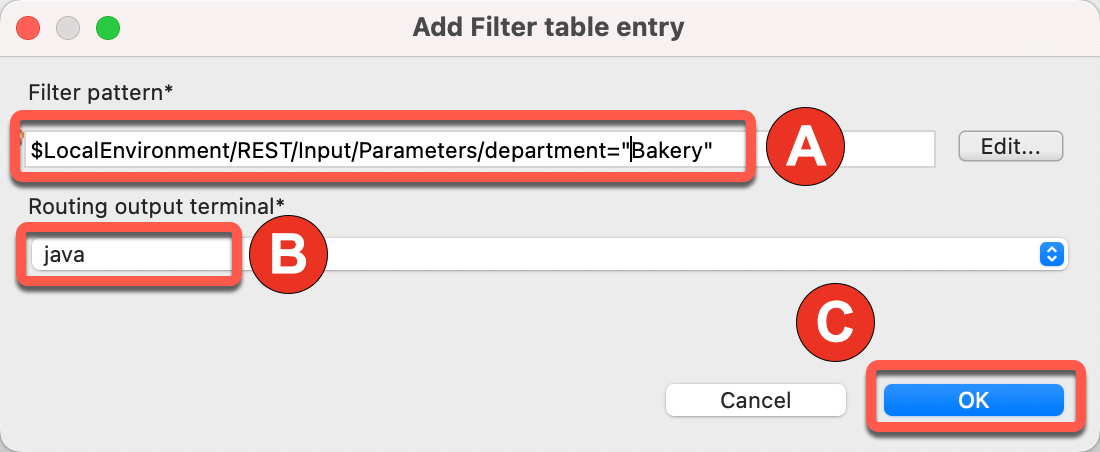 Add Filter table entry
Filter pattern*
$LocalEnvironment/REST/Input/Parameters/department="Bakery"
A
Edit...
Routing output terminal*
java
B
C
Cancel
OK